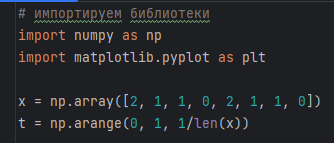 # импортируем библиотеки
import numpy as np
import matplotlib.pyplot as plt
x = np.array([2, 1, 1, 0, 2, 1, 1, 0])
t = np.arange(0, 1, 1/len(x))